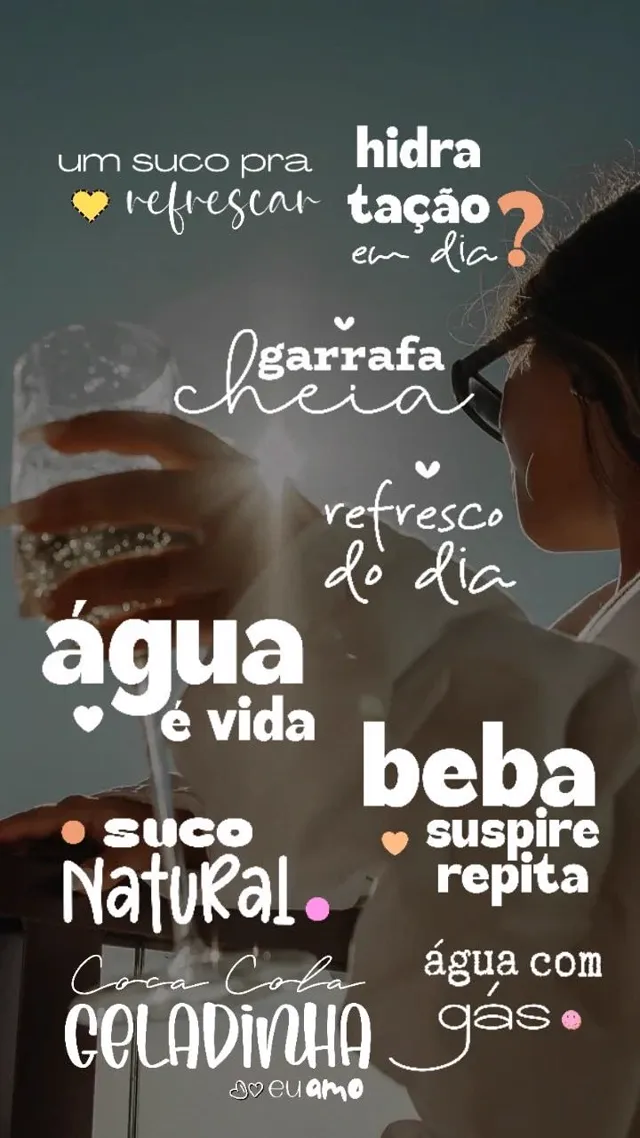 um suco pra
refrescar
hidra
tação
em dia?
garrafa
cheia
refresco
do dia
água
é vida
beba
suspire
repita
suco
Natural
água com
gás
Coca Cola
GELADINHA
eu amo